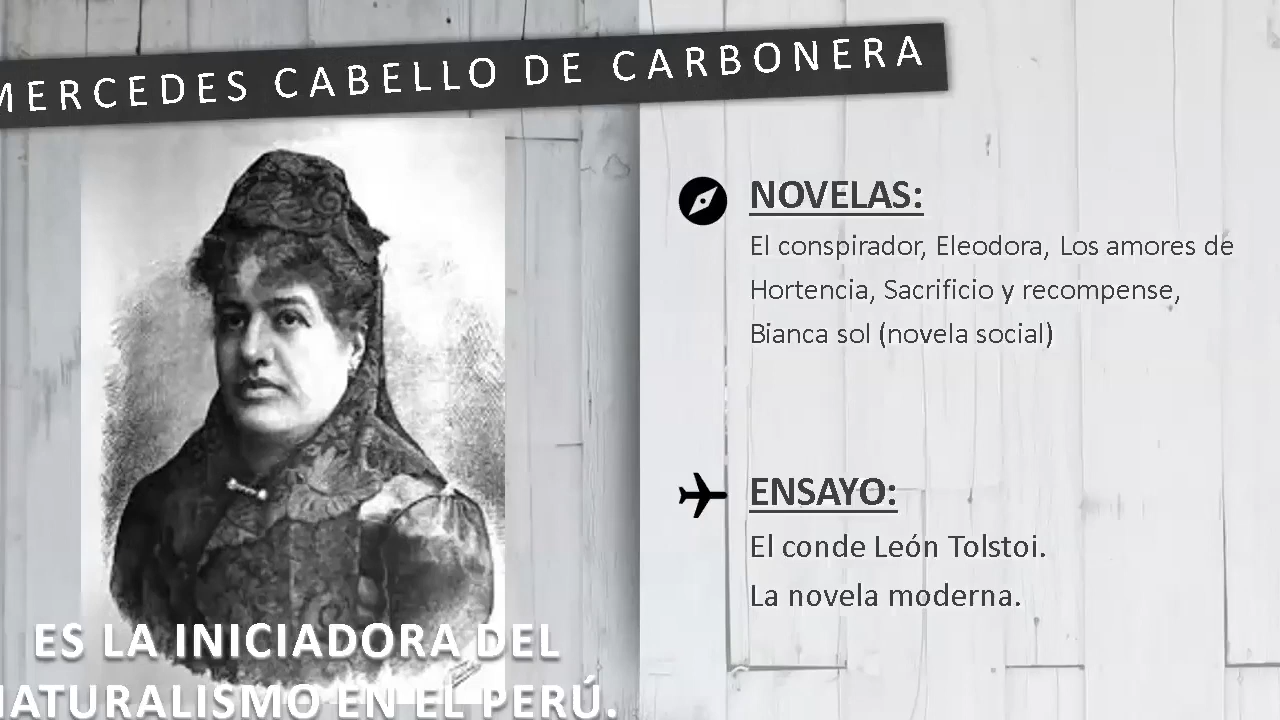 MERCEDES CABELLO DE CARBONERA
NOVELAS:
El conspirador, Eleodora, Los amores de
Hortencia, Sacrificio y recompense,
Bianca sol (novela social)
ENSAYO:
El conde León Tolstoi.
La novela moderna.
ES LA INICIADORA DEL
NATURALISMO EN EL PERÚ.